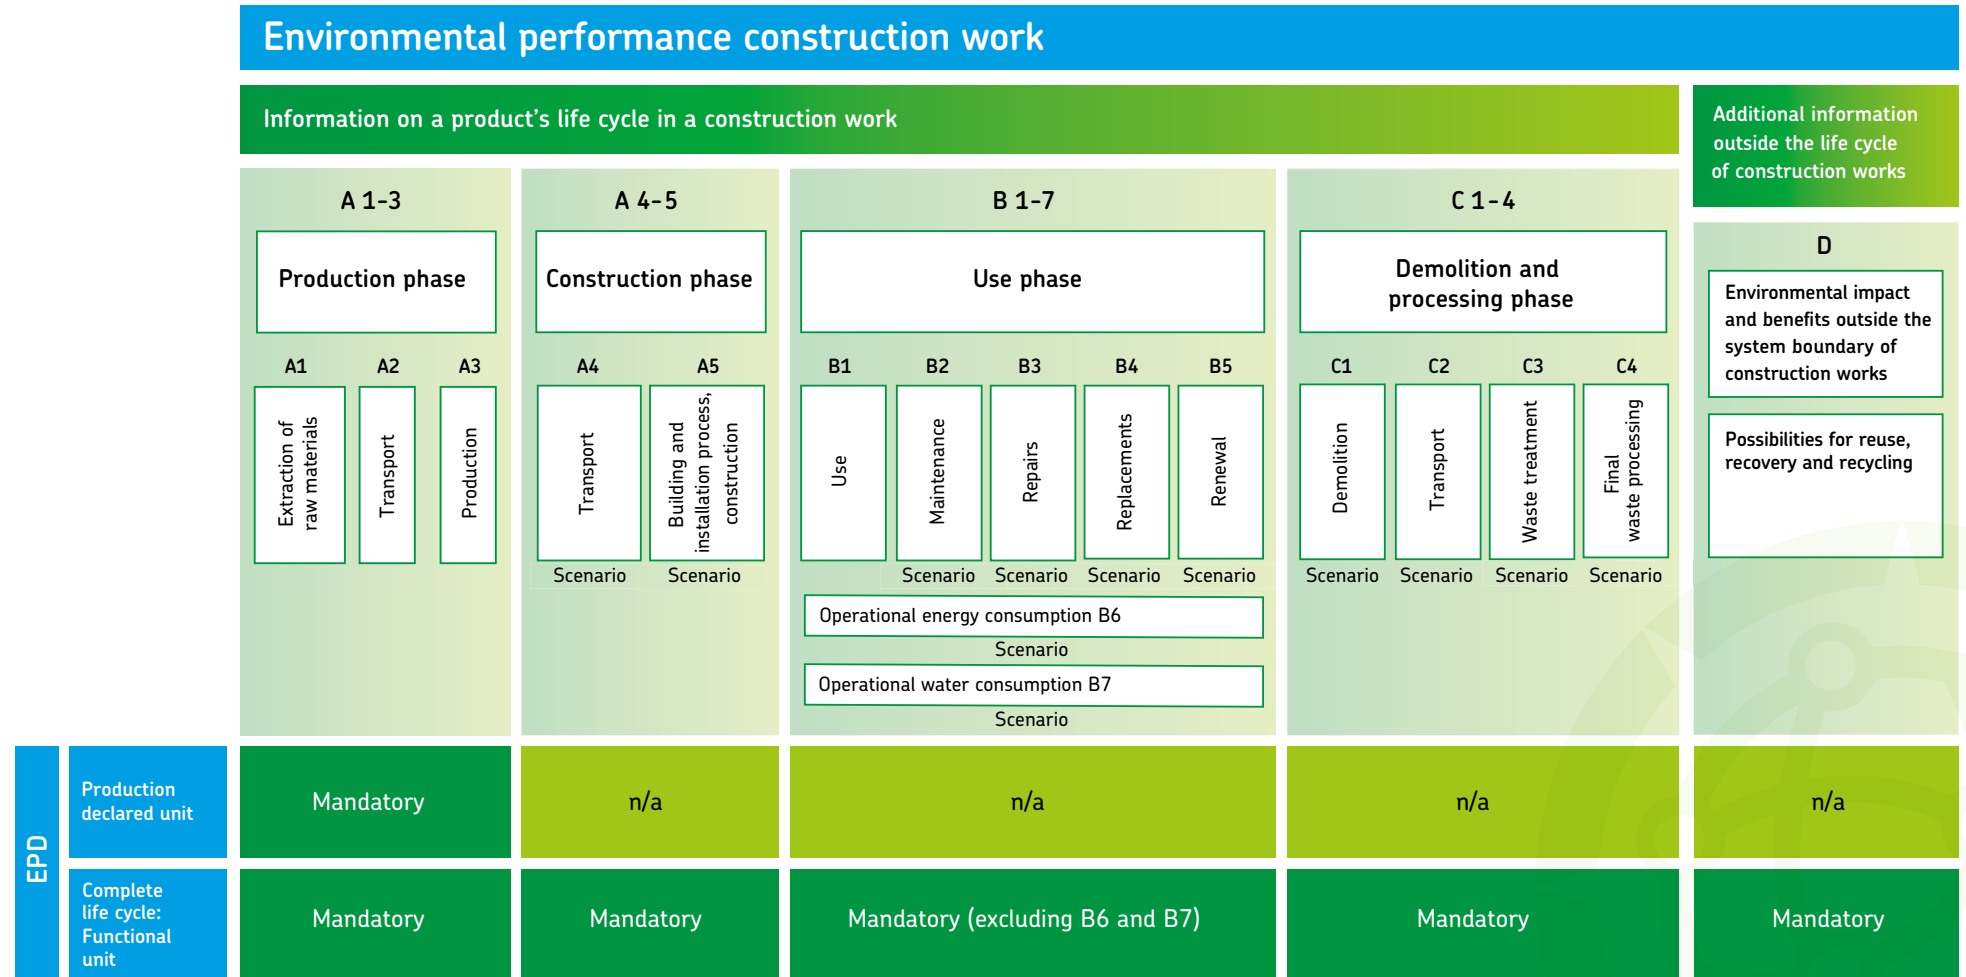 Environmental performance construction work
Information on a product’s life cycle in a construction work
Additional information
outside the life cycle
of construction works
A 1-3
Production phase
A1
Extraction of
raw materials
A2
Transport
A3
Production
A 4-5
Construction phase
A4
Transport
Scenario
A5
Building and
installation process,
construction
Scenario
B 1-7
Use phase
B1
Use
B2
Maintenance
Scenario
B3
Repairs
Scenario
B4
Replacements
Scenario
B5
Renewal
Scenario
Operational energy consumption B6
Scenario
Operational water consumption B7
Scenario
C 1-4
Demolition and
processing phase
C1
Demolition
Scenario
C2
Transport
Scenario
C3
Waste treatment
Scenario
C4
Final
waste processing
Scenario
D
Environmental impact
and benefits outside the
system boundary of
construction works
Possibilities for reuse,
recovery and recycling
EPD
Production
declared unit
Mandatory
n/a
n/a
n/a
n/a
Complete
life cycle:
Functional
unit
Mandatory
Mandatory
Mandatory (excluding B6 and B7)
Mandatory
Mandatory